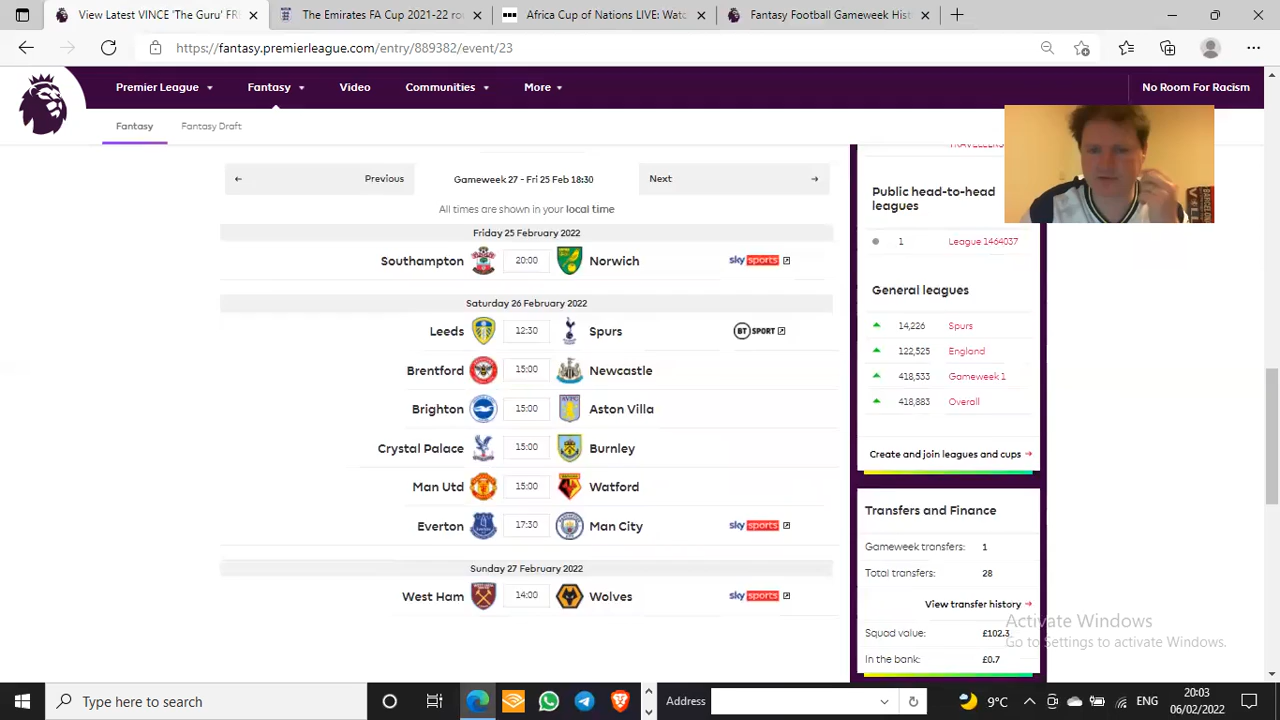 View Latest Vince 'The Guru' FR
The Emirates FA Cup 2021-22 ro
Africa Cup of Nations LIVE: Wat
Fantasy Football
https://fantasy.premierleague.com/entry/889382/event/23
Premier League Fantasy Video Communities More No Room For Racism
Fantasy Fantasy Draft
TRAVELLERS
Previous Gameweek 27 - Fri 25 Feb 18:30 Next
All times are shown in your local time
Friday 25 February 2022
Southampton 20:00 Norwich sky sports
Saturday 26 February 2022
Leeds 12:30 Spurs BT SPORT
Brentford 15:00 Newcastle
Brighton 15:00 Aston Villa
Crystal Palace 15:00 Burnley
Man Utd 15:00 Watford
Everton 17:30 Man City sky sports
Sunday 27 February 2022
West Ham 14:00 Wolves sky sports
Public head-to-head
leagues
1 League 1464037
General leagues
14,226 Spurs
122,525 England
418,533 Gameweek 1
418,883 Overall
Create and join leagues and cups
Transfers and Finance
Gameweek transfers: 1
Total transfers: 28
View transfer history
Squad value: £102.3
In the bank: £0.7
Activate Windows
Go to Settings to activate Windows.
BARCELONA
Type here to search
Address
9°C
ENG
20:03
06/02/2022